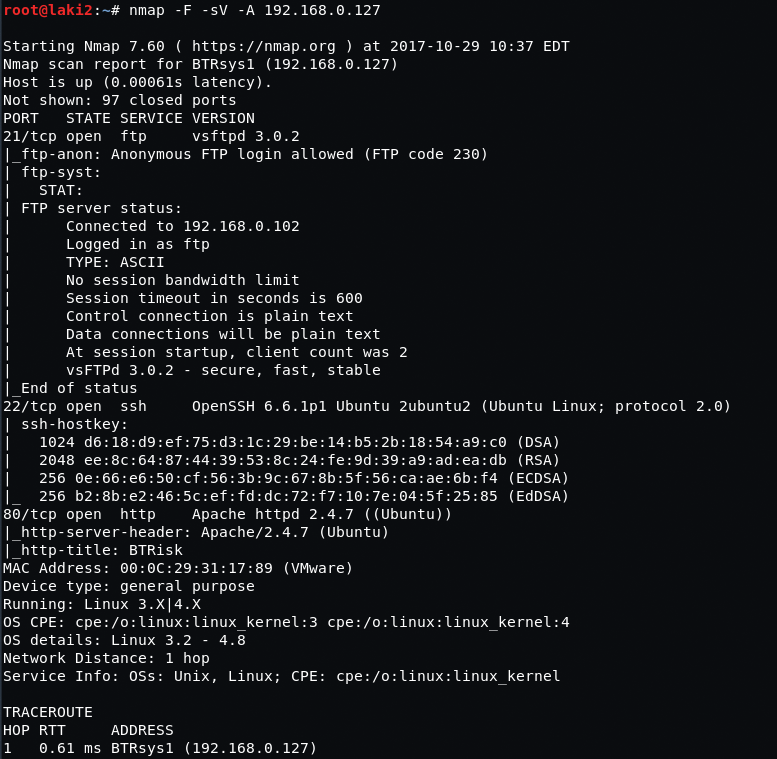 root@laki2:~# nmap -F -sV -A 192.168.0.127

Starting Nmap 7.60 ( https://nmap.org ) at 2017-10-29 10:37 EDT
Nmap scan report for BTRsys1 (192.168.0.127)
Host is up (0.00061s latency).
Not shown: 97 closed ports
PORT   STATE SERVICE VERSION
21/tcp open  ftp     vsftpd 3.0.2
|_ftp-anon: Anonymous FTP login allowed (FTP code 230)
| ftp-syst:
|   STAT:
| FTP server status:
|      Connected to 192.168.0.102
|      Logged in as ftp
|      TYPE: ASCII
|      No session bandwidth limit
|      Session timeout in seconds is 600
|      Control connection is plain text
|      Data connections will be plain text
|      At session startup, client count was 2
|      vsFTPd 3.0.2 - secure, fast, stable
|_End of status
22/tcp open  ssh     OpenSSH 6.6.1p1 Ubuntu 2ubuntu2 (Ubuntu Linux; protocol 2.0)
| ssh-hostkey:
|   1024 d6:18:d9:ef:75:d3:1c:29:be:14:b5:2b:18:54:a9:c0 (DSA)
|   2048 ee:8c:64:87:44:39:53:8c:24:fe:9d:39:a9:ad:ea:db (RSA)
|   256 0e:66:e6:50:cf:56:3b:9c:67:8b:5f:56:ca:ae:6b:f4 (ECDSA)
|_  256 b2:8b:e2:46:5c:ef:fd:dc:72:f7:10:7e:04:5f:25:85 (EdDSA)
80/tcp open  http    Apache httpd 2.4.7 ((Ubuntu))
|_http-server-header: Apache/2.4.7 (Ubuntu)
|_http-title: BTRisk
MAC Address: 00:0C:29:31:17:89 (VMware)
Device type: general purpose
Running: Linux 3.X|4.X
OS CPE: cpe:/o:linux:linux_kernel:3 cpe:/o:linux:linux_kernel:4
OS details: Linux 3.2 - 4.8
Network Distance: 1 hop
Service Info: OSs: Unix, Linux; CPE: cpe:/o:linux:linux_kernel

TRACEROUTE
HOP RTT     ADDRESS
1   0.61 ms BTRsys1 (192.168.0.127)